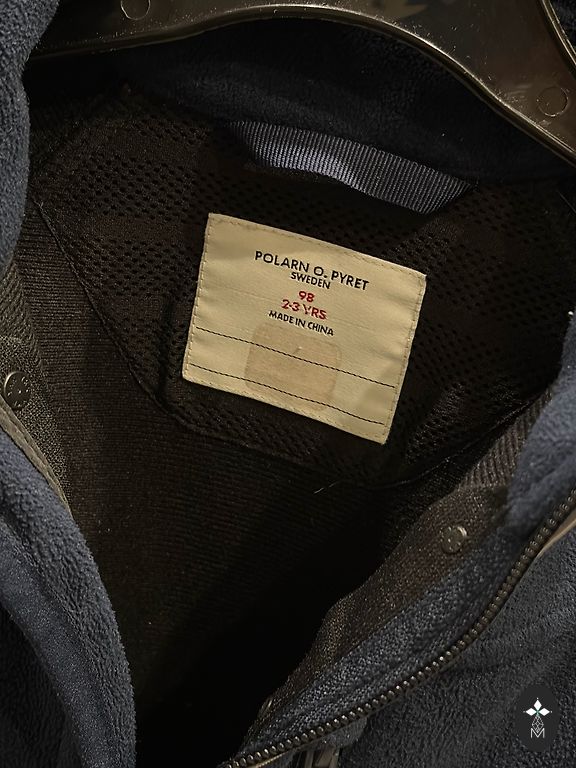 POLARN O. PYRET
SWEDEN
98
2-3 YRS
MADE IN CHINA
M